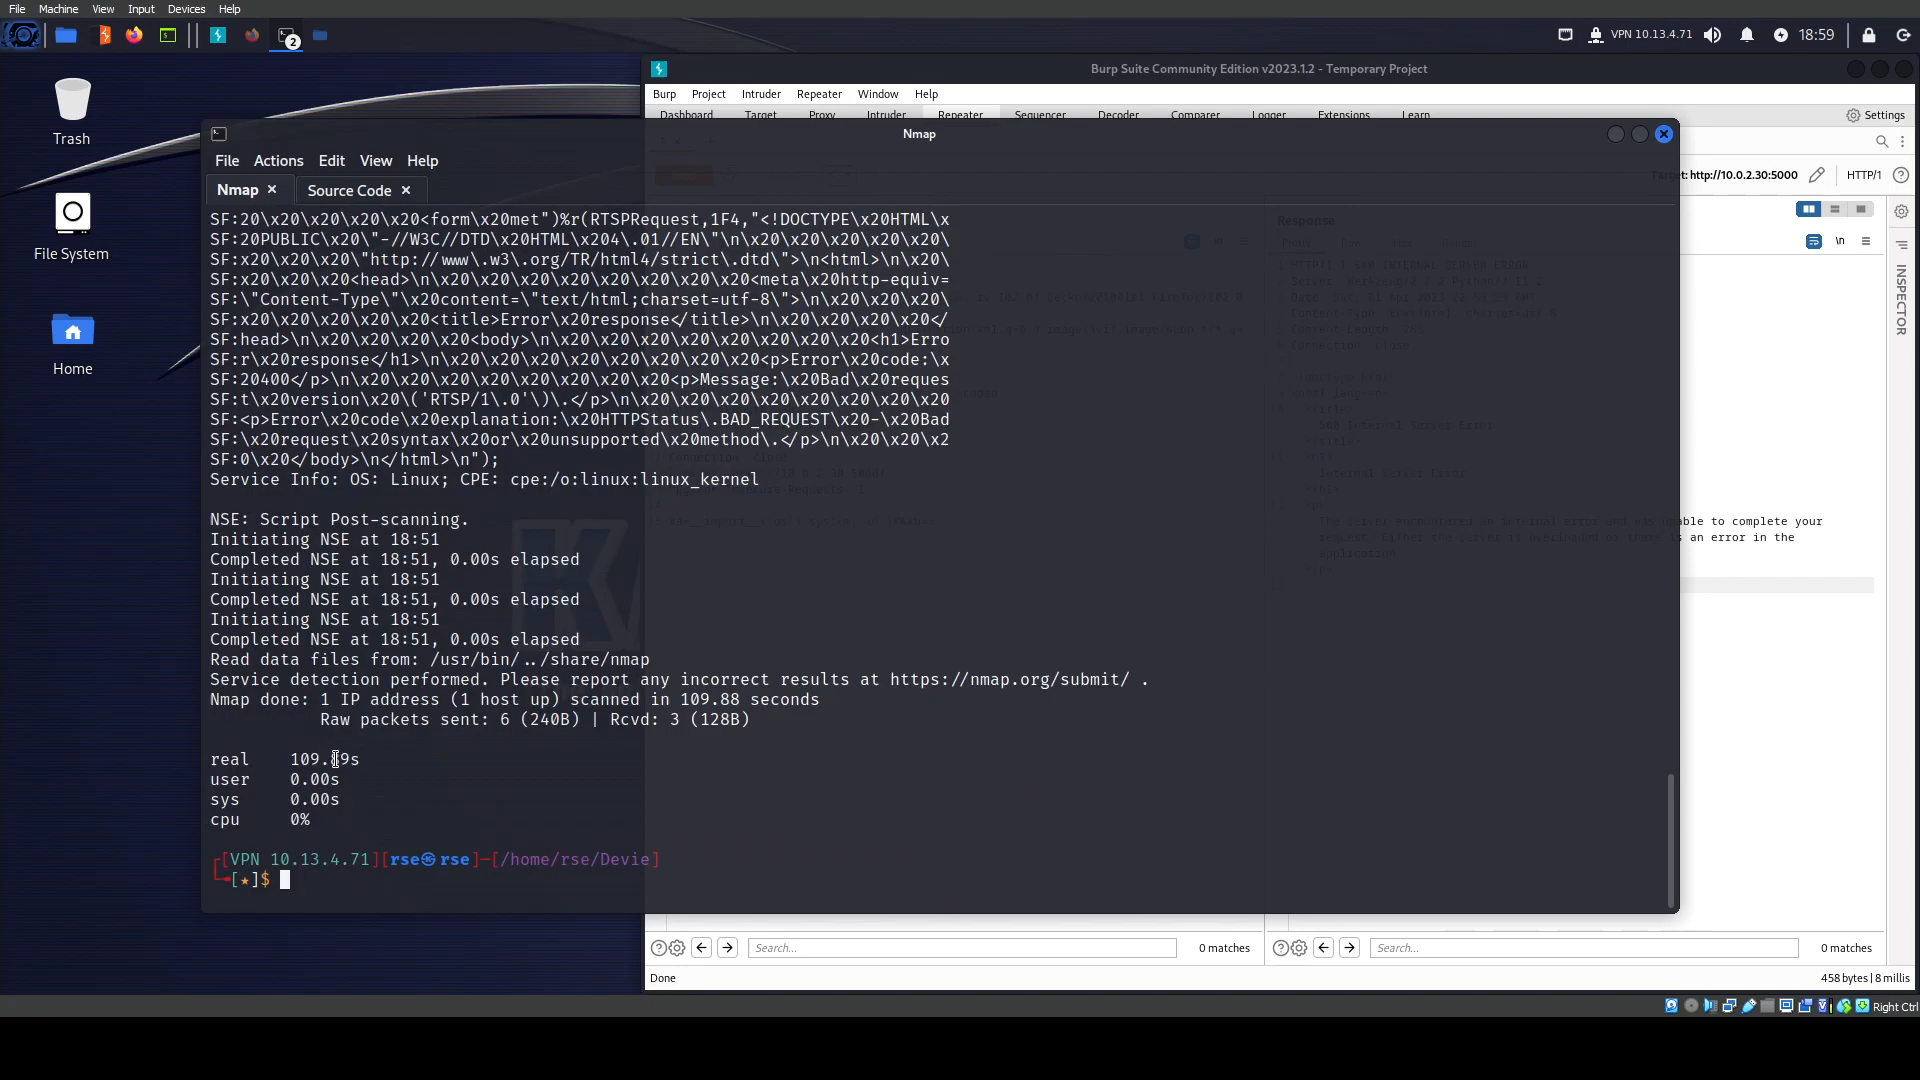 File Machine View Input Devices Help
2
VPN 10.13.4.71
18:59
Trash
File System
Home
Burp Suite Community Edition v2023.1.2 - Temporary Project
Burp Project Intruder Repeater Window Help
Dashboard Target Proxy Intruder Repeater Sequencer Comparer Decoder Logger Extensions Learn
Settings
Target: http://10.0.2.30:5000
HTTP/1
Nmap
File Actions Edit View Help
Nmap ×
Source Code ×
SF:20\x20\x20\x20\x20<form\x20met")%r(RTSPRequest,1F4,"<!DOCTYPE\x20HTML\x
SF:20PUBLIC\x20\"-//W3C//DTD\x20HTML\x204\.01//EN\"\n\x20\x20\x20\x20\x20\
SF:x20\x20\x20\"http://www\.w3\.org/TR/html4/strict\.dtd\">\n<html>\n\x20\
SF:x20\x20\x20<head>\n\x20\x20\x20\x20\x20\x20\x20\x20<meta\x20http-equiv=
SF:\"Content-Type\"\x20content=\"text/html;charset=utf-8\">\n\x20\x20\x20\
SF:x20\x20\x20\x20\x20<title>Error\x20response</title>\n\x20\x20\x20\x20</
SF:head>\n\x20\x20\x20\x20<body>\n\x20\x20\x20\x20\x20\x20\x20\x20<h1>Erro
SF:r\x20response</h1>\n\x20\x20\x20\x20\x20\x20\x20\x20<p>Error\x20code:\x
SF:20400</p>\n\x20\x20\x20\x20\x20\x20\x20\x20<p>Message:\x20Bad\x20reques
SF:t\x20version\x20\('RTSP/1\.0'\)\.</p>\n\x20\x20\x20\x20\x20\x20\x20\x20
SF:<p>Error\x20code\x20explanation:\x20HTTPStatus\.BAD_REQUEST\x20-\x20Bad
SF:\x20request\x20syntax\x20or\x20unsupported\x20method\.</p>\n\x20\x20\x2
SF:0\x20</body>\n</html>\n");
Service Info: OS: Linux; CPE: cpe:/o:linux:linux_kernel
NSE: Script Post-scanning.
Initiating NSE at 18:51
Completed NSE at 18:51, 0.00s elapsed
Initiating NSE at 18:51
Completed NSE at 18:51, 0.00s elapsed
Initiating NSE at 18:51
Completed NSE at 18:51, 0.00s elapsed
Read data files from: /usr/bin/../share/nmap
Service detection performed. Please report any incorrect results at https://nmap.org/submit/ .
Nmap done: 1 IP address (1 host up) scanned in 109.88 seconds
Raw packets sent: 6 (240B) | Rcvd: 3 (128B)
real 109.89s
user 0.00s
sys 0.00s
cpu 0%
[VPN 10.13.4.71][rse㉿rse]-[/home/rse/Devie]
[★]$
Response
INSPECTOR
\n
Search...
0 matches
Search...
0 matches
Done
458 bytes | 8 millis
Right Ctrl